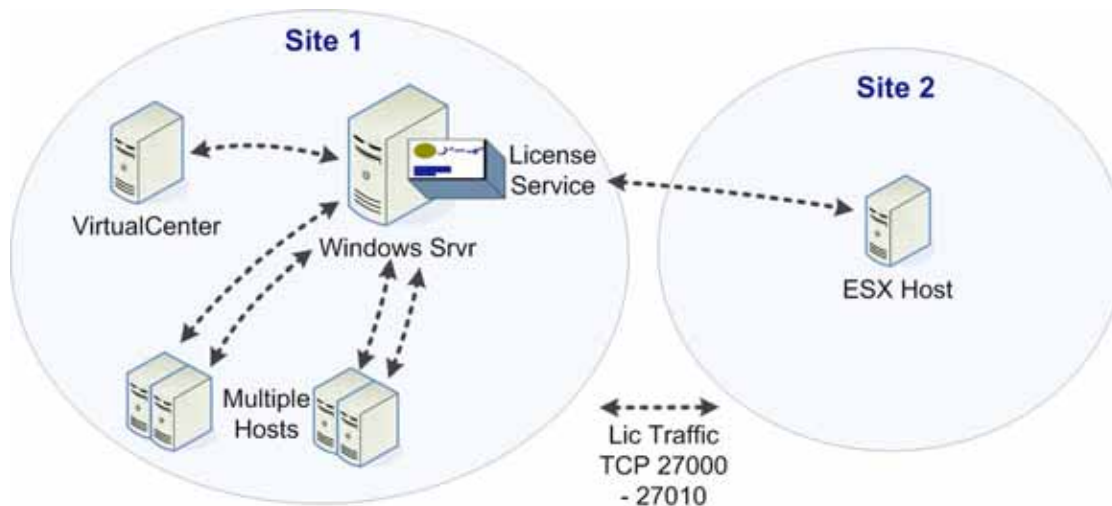 Site 1
Site 2
License
Service
VirtualCenter
Windows Srvr
ESX Host
Multiple
Hosts
Lic Traffic
TCP 27000
- 27010